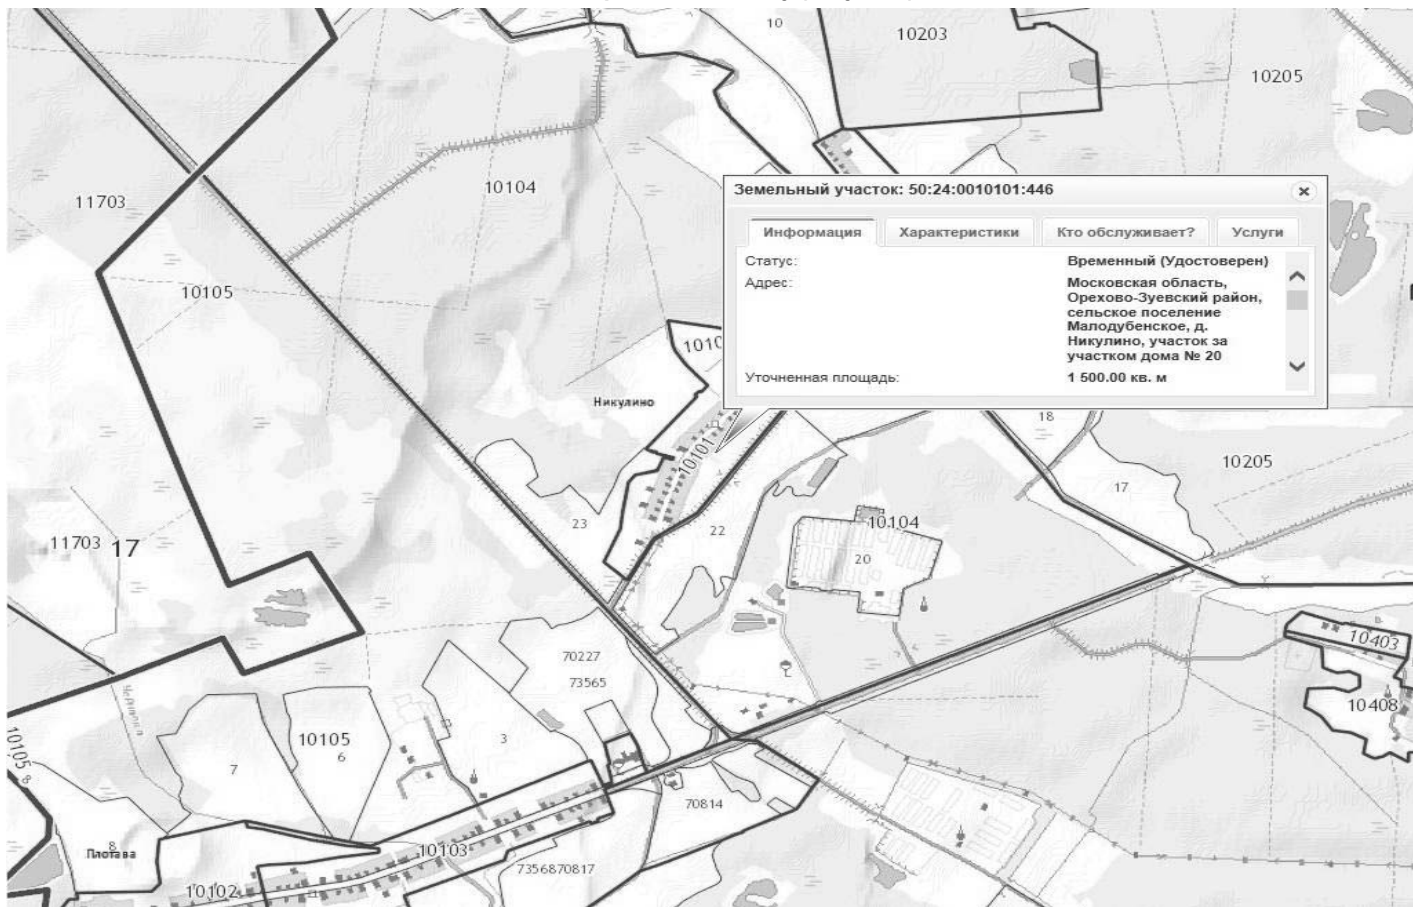 10
10203
10205
10104
11703
Земельный участок: 50:24:0010101:446
Информация
Характеристики
Кто обслуживает?
Услуги
Статус:
Временный (Удостоверен)
Адрес:
Московская область,
Орехово-Зуевский район,
сельское поселение
Малодубенское, д.
Никулино, участок за
участком дома № 20
Уточненная площадь:
1 500.00 кв. м
10105
Никулино
10101
18
10205
17
23
22
10104
20
11703
17
70227
73565
10403
10408
10105
3
10105
6
7
8
70814
8
Плотава
10103
7356870817
10102